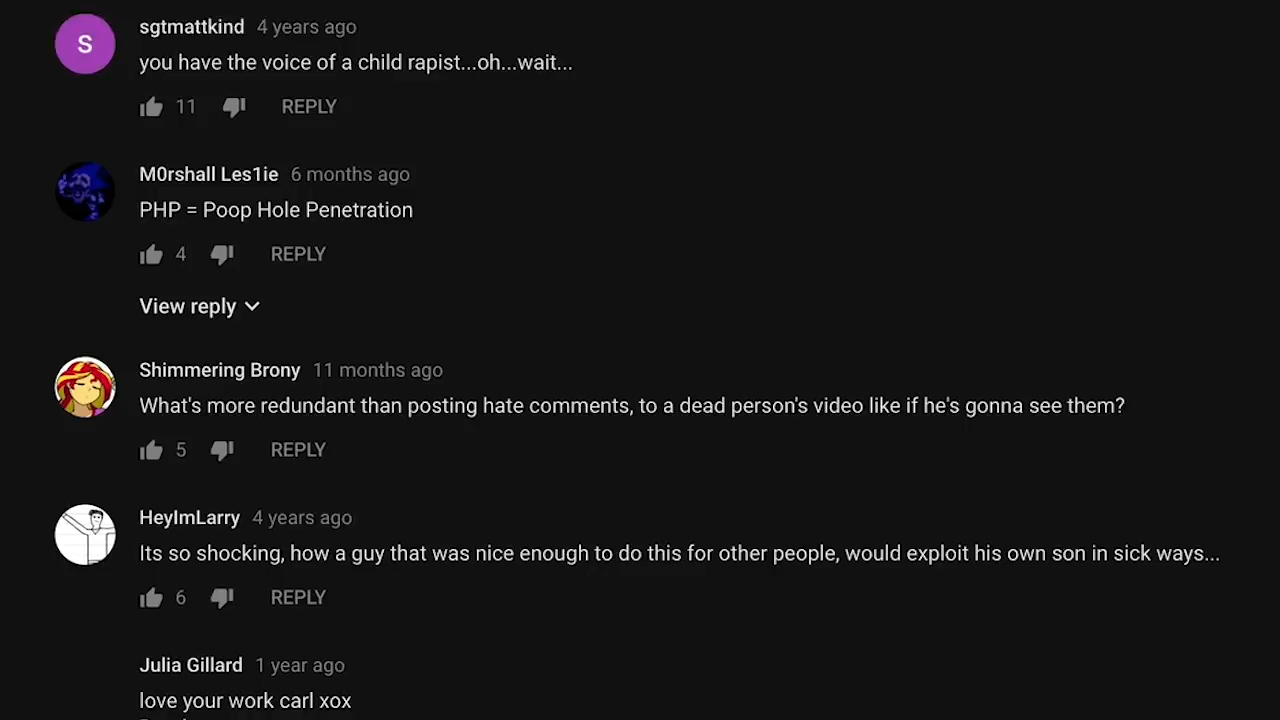 S
sgtmattkind 4 years ago
you have the voice of a child rapist...oh...wait...
11 REPLY
M0rshall Les1ie 6 months ago
PHP = Poop Hole Penetration
4 REPLY
View reply
Shimmering Brony 11 months ago
What's more redundant than posting hate comments, to a dead person's video like if he's gonna see them?
5 REPLY
HeyImLarry 4 years ago
Its so shocking, how a guy that was nice enough to do this for other people, would exploit his own son in sick ways...
6 REPLY
Julia Gillard 1 year ago
love your work carl xox